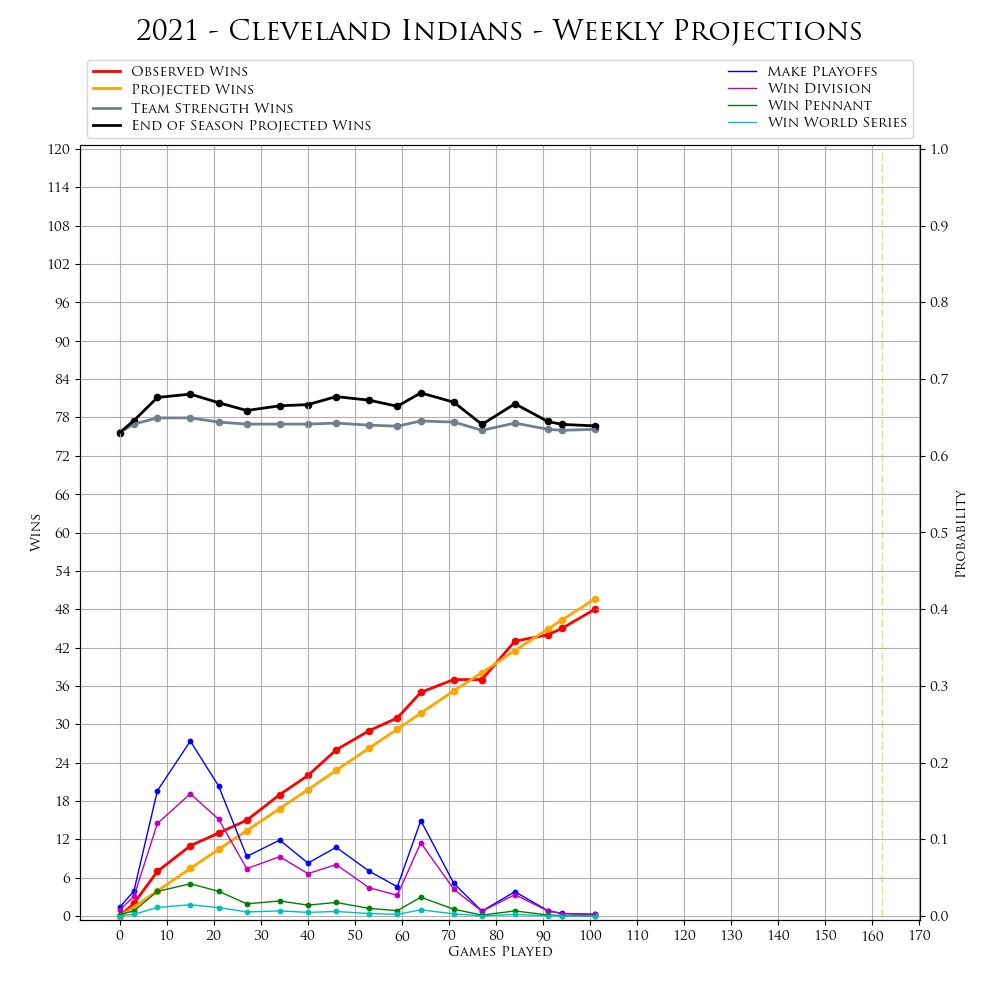 2021 - Cleveland Indians - Weekly Projections
Observed Wins
Projected Wins
Team Strength Wins
End of Season Projected Wins
Make Playoffs
Win Division
Win Pennant
Win World Series
120
114
108
102
96
90
84
78
72
66
60
54
48
42
36
30
24
18
12
6
0
Wins
1.0
0.9
0.8
0.7
0.6
0.5
0.4
0.3
0.2
0.1
0.0
Probability
0 10 20 30 40 50 60 70 80 90 100 110 120 130 140 150 160 170
Games Played